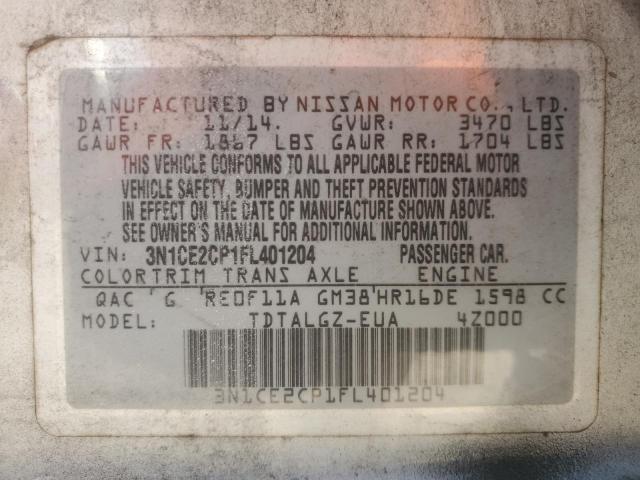 MANUFACTURED BY NISSAN MOTOR CO., LTD.
DATE: 11/14. GVWR: 3470 LBS
GAWR FR: 1867 LBS GAWR RR: 1704 LBS
THIS VEHICLE CONFORMS TO ALL APPLICABLE FEDERAL MOTOR
VEHICLE SAFETY, BUMPER AND THEFT PREVENTION STANDARDS
IN EFFECT ON THE DATE OF MANUFACTURE SHOWN ABOVE.
SEE OWNER'S MANUAL FOR ADDITIONAL INFORMATION.
VIN: 3N1CE2CP1FL401204 PASSENGER CAR.
COLOR TRIM TRANS AXLE ENGINE
QAC G RE0F11A GM38 HR16DE 1598 CC
MODEL: TDTALGZ-EUA 4Z000
3N1CE2CP1FL401204